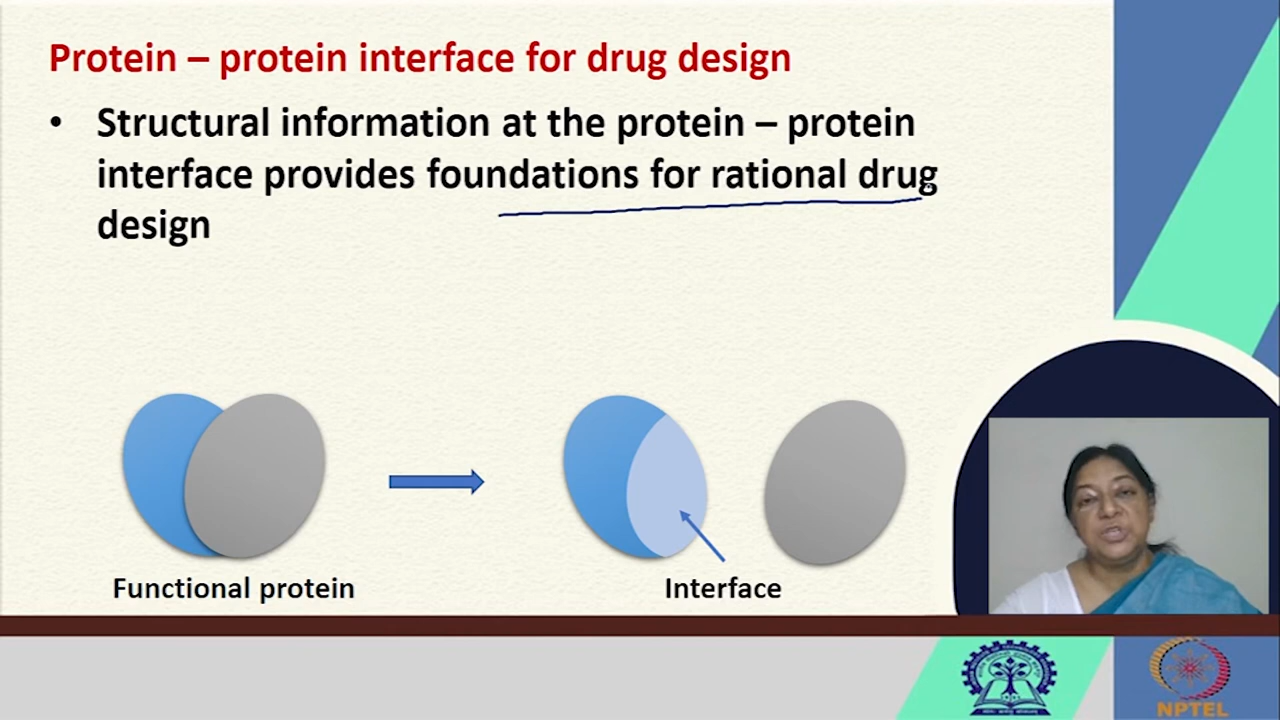 Protein – protein interface for drug design
• Structural information at the protein – protein
interface provides foundations for rational drug
design
Functional protein
Interface
NPTEL